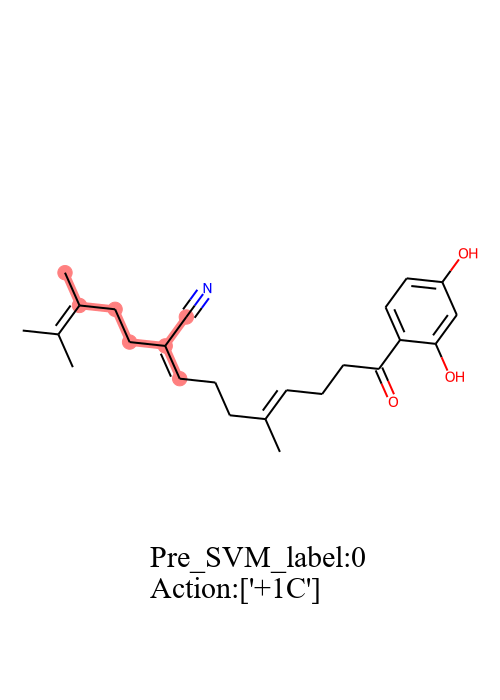 N
OH
OH
O
Pre_SVM_label:0
Action:['+1C']